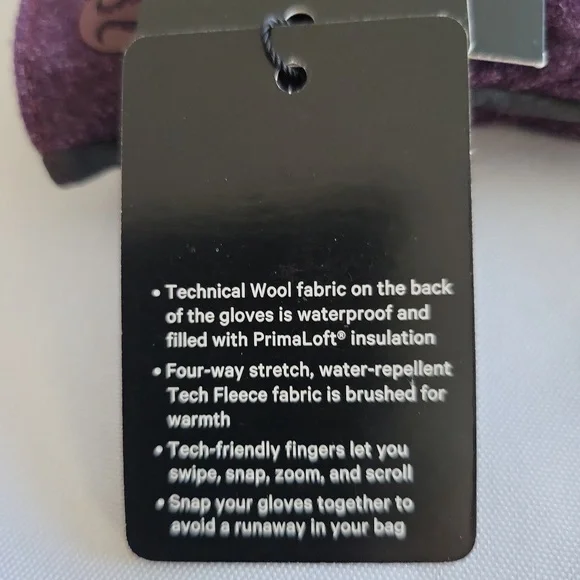 • Technical Wool fabric on the back
of the gloves is waterproof and
filled with PrimaLoft® insulation
• Four-way stretch, water-repellent
Tech Fleece fabric is brushed for
warmth
• Tech-friendly fingers let you
swipe, snap, zoom, and scroll
• Snap your gloves together to
avoid a runaway in your bag